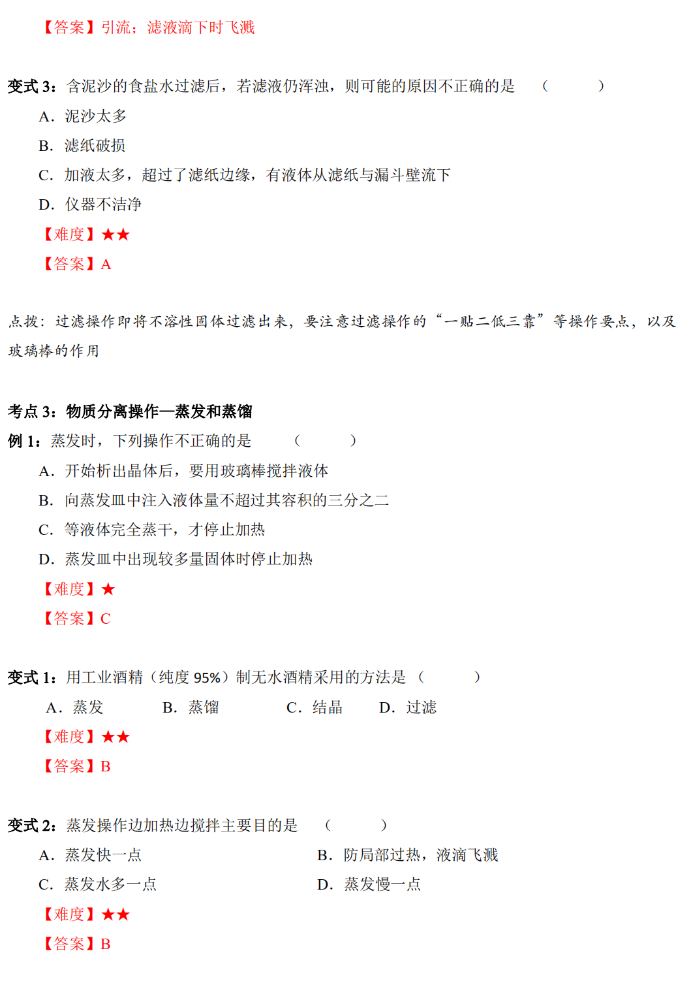 【答案】引流；滤液滴下时飞溅
变式 3：含泥沙的食盐水过滤后，若滤液仍浑浊，则可能的原因不正确的是 （ ）
A．泥沙太多
B．滤纸破损
C．加液太多，超过了滤纸边缘，有液体从滤纸与漏斗壁流下
D．仪器不洁净
【难度】★★
【答案】A
点拨：过滤操作即将不溶性固体过滤出来，要注意过滤操作的“一贴二低三靠”等操作要点，以及
玻璃棒的作用
考点 3：物质分离操作—蒸发和蒸馏
例 1：蒸发时，下列操作不正确的是 （ ）
A．开始析出晶体后，要用玻璃棒搅拌液体
B．向蒸发皿中注入液体量不超过其容积的三分之二
C．等液体完全蒸干，才停止加热
D．蒸发皿中出现较多量固体时停止加热
【难度】★
【答案】C
变式 1：用工业酒精（纯度 95%）制无水酒精采用的方法是（ ）
A．蒸发 B．蒸馏 C．结晶 D．过滤
【难度】★★
【答案】B
变式 2：蒸发操作边加热边搅拌主要目的是 （ ）
A．蒸发快一点 B．防局部过热，液滴飞溅
C．蒸发水多一点 D．蒸发慢一点
【难度】★★
【答案】B